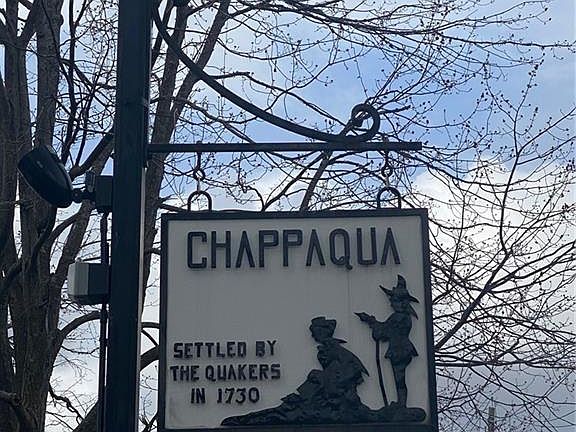 CHAPPAQUA
SETTLED BY
THE QUAKERS
IN 1730